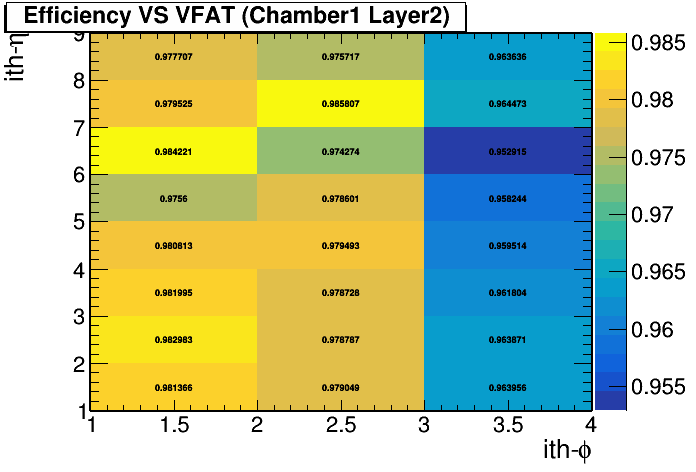 Efficiency VS VFAT (Chamber1 Layer2)
ith-η
9
8
7
6
5
4
3
2
1
0.977707 0.975717 0.963636
0.979525 0.985807 0.964473
0.984221 0.974274 0.952915
0.9756 0.978601 0.958244
0.980813 0.979493 0.959514
0.981995 0.978728 0.961804
0.982983 0.978787 0.963871
0.981366 0.979049 0.963956
1 1.5 2 2.5 3 3.5 4
ith-ϕ
0.985
0.98
0.975
0.97
0.965
0.96
0.955